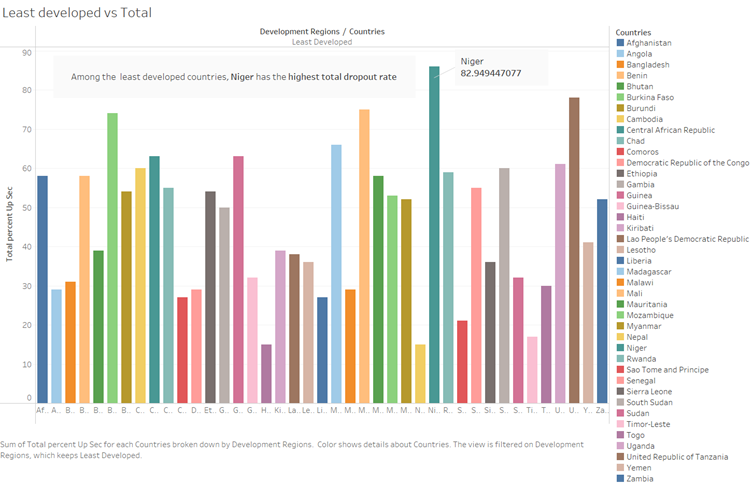 Least developed vs Total
Development Regions / Countries
Least Developed
Among the least developed countries, Niger has the highest total dropout rate
Niger
82.949447077
Total percent Up Sec
90
80
70
60
50
40
30
20
10
0
Af.. A.. B.. B.. B.. B.. B.. C.. C.. C.. C.. D.. Et.. G.. G.. G.. H.. Ki.. La.. Le.. Li.. M.. M.. M.. M.. M.. M.. N.. Ni.. R.. S.. S.. Si.. S.. S.. Ti.. T.. U.. U.. Y.. Za..
Sum of Total percent Up Sec for each Countries broken down by Development Regions. Color shows details about Countries. The view is filtered on Development
Regions, which keeps Least Developed.
Countries
Afghanistan
Angola
Bangladesh
Benin
Bhutan
Burkina Faso
Burundi
Cambodia
Central African Republic
Chad
Comoros
Democratic Republic of the Congo
Ethiopia
Gambia
Guinea
Guinea-Bissau
Haiti
Kiribati
Lao People's Democratic Republic
Lesotho
Liberia
Madagascar
Malawi
Mali
Mauritania
Mozambique
Myanmar
Nepal
Niger
Rwanda
Sao Tome and Principe
Senegal
Sierra Leone
South Sudan
Sudan
Timor-Leste
Togo
Uganda
United Republic of Tanzania
Yemen
Zambia